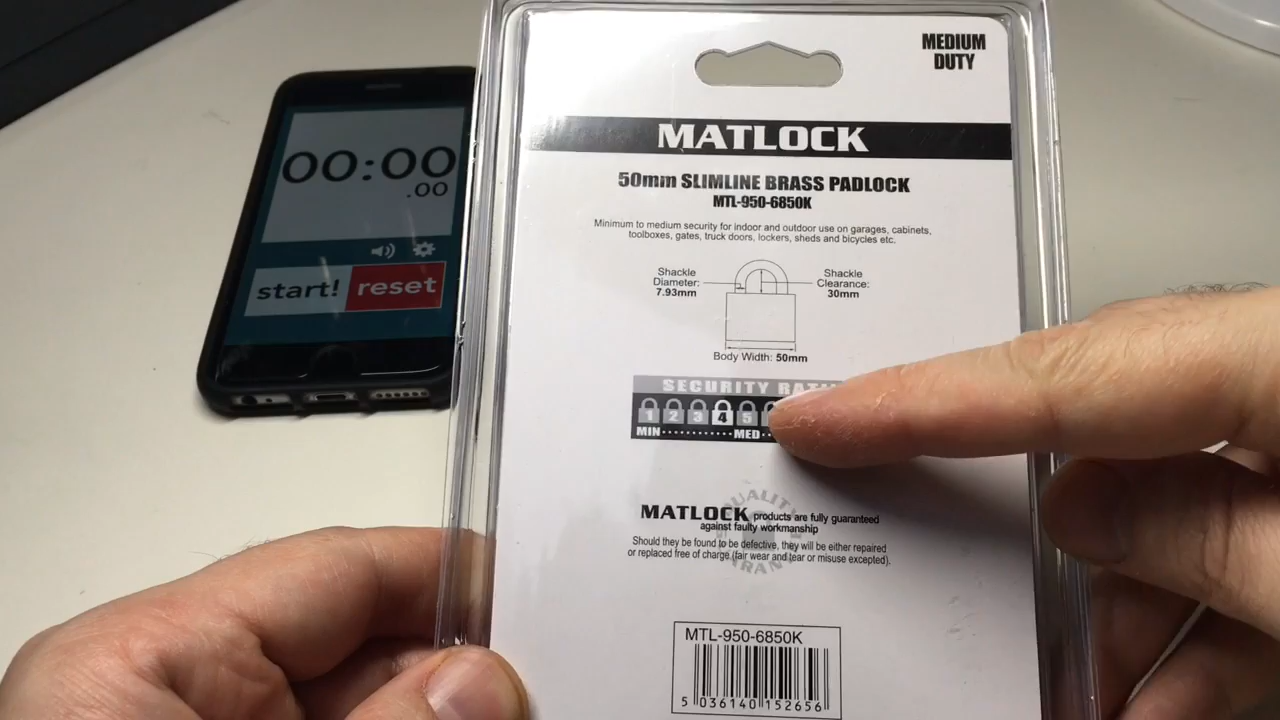 00:00
.00
start! reset
MEDIUM
DUTY
MATLOCK
50mm SLIMLINE BRASS PADLOCK
MTL-950-6850K
Minimum to medium security for indoor and outdoor use on garages, cabinets,
toolboxes, gates, truck doors, lockers, sheds and bicycles etc.
Shackle
Diameter:
7.93mm
Shackle
Clearance:
30mm
Body Width: 50mm
SECURITY
1 2 3 4 5
MIN············MED··
QUALITY
MATLOCK products are fully guaranteed
against faulty workmanship
Should they be found to be defective, they will be either repaired
or replaced free of charge (fair wear and tear or misuse excepted).
MTL-950-6850K
5 036140 152656